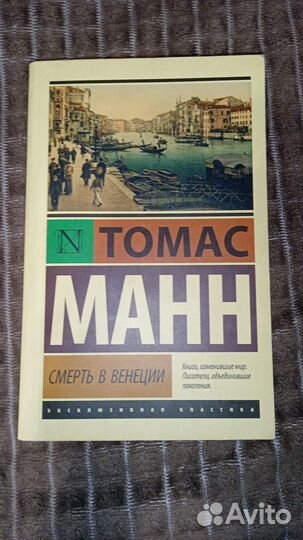 N ТОМАС
МАНН
СМЕРТЬ В ВЕНЕЦИИ
Книги, изменившие мир.
Писатели, объединившие
поколения.
эксклюзивная классика
Avito